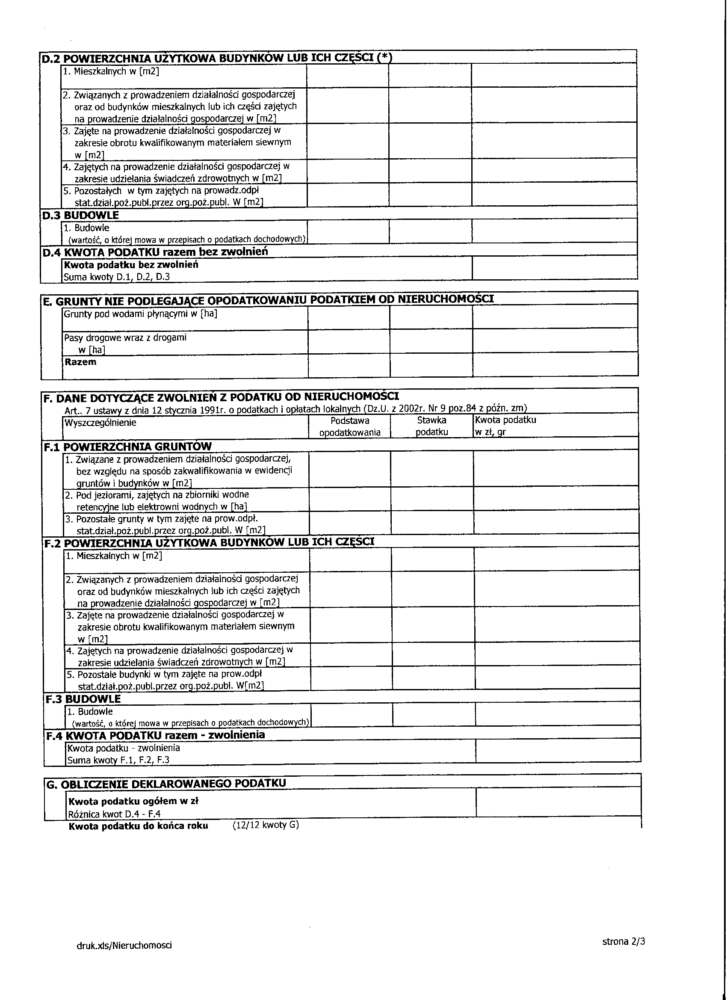 D.2 POWIERZCHNIA UŻYTKOWA BUDYNKÓW LUB ICH CZĘŚCI (*)
1. Mieszkalnych w [m2]
2. Związanych z prowadzeniem działalności gospodarczej
oraz od budynków mieszkalnych lub ich części zajętych
na prowadzenie działalności gospodarczej w [m2]
3. Zajęte na prowadzenie działalności gospodarczej w
zakresie obrotu kwalifikowanym materiałem siewnym
w [m2]
4. Zajętych na prowadzenie działalności gospodarczej w
zakresie udzielania świadczeń zdrowotnych w [m2]
5. Pozostałych w tym zajętych na prowadz.odpł
stat.dział.poż.publ.przez org.poż.publ. W [m2]
D.3 BUDOWLE
1. Budowle
(wartość, o której mowa w przepisach o podatkach dochodowych)
D.4 KWOTA PODATKU razem bez zwolnień
Kwota podatku bez zwolnień
Suma kwoty D.1, D.2, D.3
E. GRUNTY NIE PODLEGAJĄCE OPODATKOWANIU PODATKIEM OD NIERUCHOMOŚCI
Grunty pod wodami płynącymi w [ha]
Pasy drogowe wraz z drogami
w [ha]
Razem
F. DANE DOTYCZĄCE ZWOLNIEŃ Z PODATKU OD NIERUCHOMOŚCI
Art.. 7 ustawy z dnia 12 stycznia 1991r. o podatkach i opłatach lokalnych (Dz.U. z 2002r. Nr 9 poz.84 z późn. zm)
Wyszczególnienie Podstawa Stawka Kwota podatku
opodatkowania podatku w zł, gr
F.1 POWIERZCHNIA GRUNTÓW
1. Związane z prowadzeniem działalności gospodarczej,
bez względu na sposób zakwalifikowania w ewidencji
gruntów i budynków w [m2]
2. Pod jeziorami, zajętych na zbiorniki wodne
retencyjne lub elektrowni wodnych w [ha]
3. Pozostałe grunty w tym zajęte na prow.odpł.
stat.dział.poż.publ.przez org.poż.publ. W [m2]
F.2 POWIERZCHNIA UŻYTKOWA BUDYNKÓW LUB ICH CZĘŚCI
1. Mieszkalnych w [m2]
2. Związanych z prowadzeniem działalności gospodarczej
oraz od budynków mieszkalnych lub ich części zajętych
na prowadzenie działalności gospodarczej w [m2]
3. Zajęte na prowadzenie działalności gospodarczej w
zakresie obrotu kwalifikowanym materiałem siewnym
w [m2]
4. Zajętych na prowadzenie działalności gospodarczej w
zakresie udzielania świadczeń zdrowotnych w [m2]
5. Pozostałe budynki w tym zajęte na prow.odpł
stat.dział.poż.publ.przez org.poż.publ. W[m2]
F.3 BUDOWLE
1. Budowle
(wartość, o której mowa w przepisach o podatkach dochodowych)
F.4 KWOTA PODATKU razem - zwolnienia
Kwota podatku - zwolnienia
Suma kwoty F.1, F.2, F.3
G. OBLICZENIE DEKLAROWANEGO PODATKU
Kwota podatku ogółem w zł
Różnica kwot D.4 - F.4
Kwota podatku do końca roku (12/12 kwoty G)
druk.xls/Nieruchomosci strona 2/3